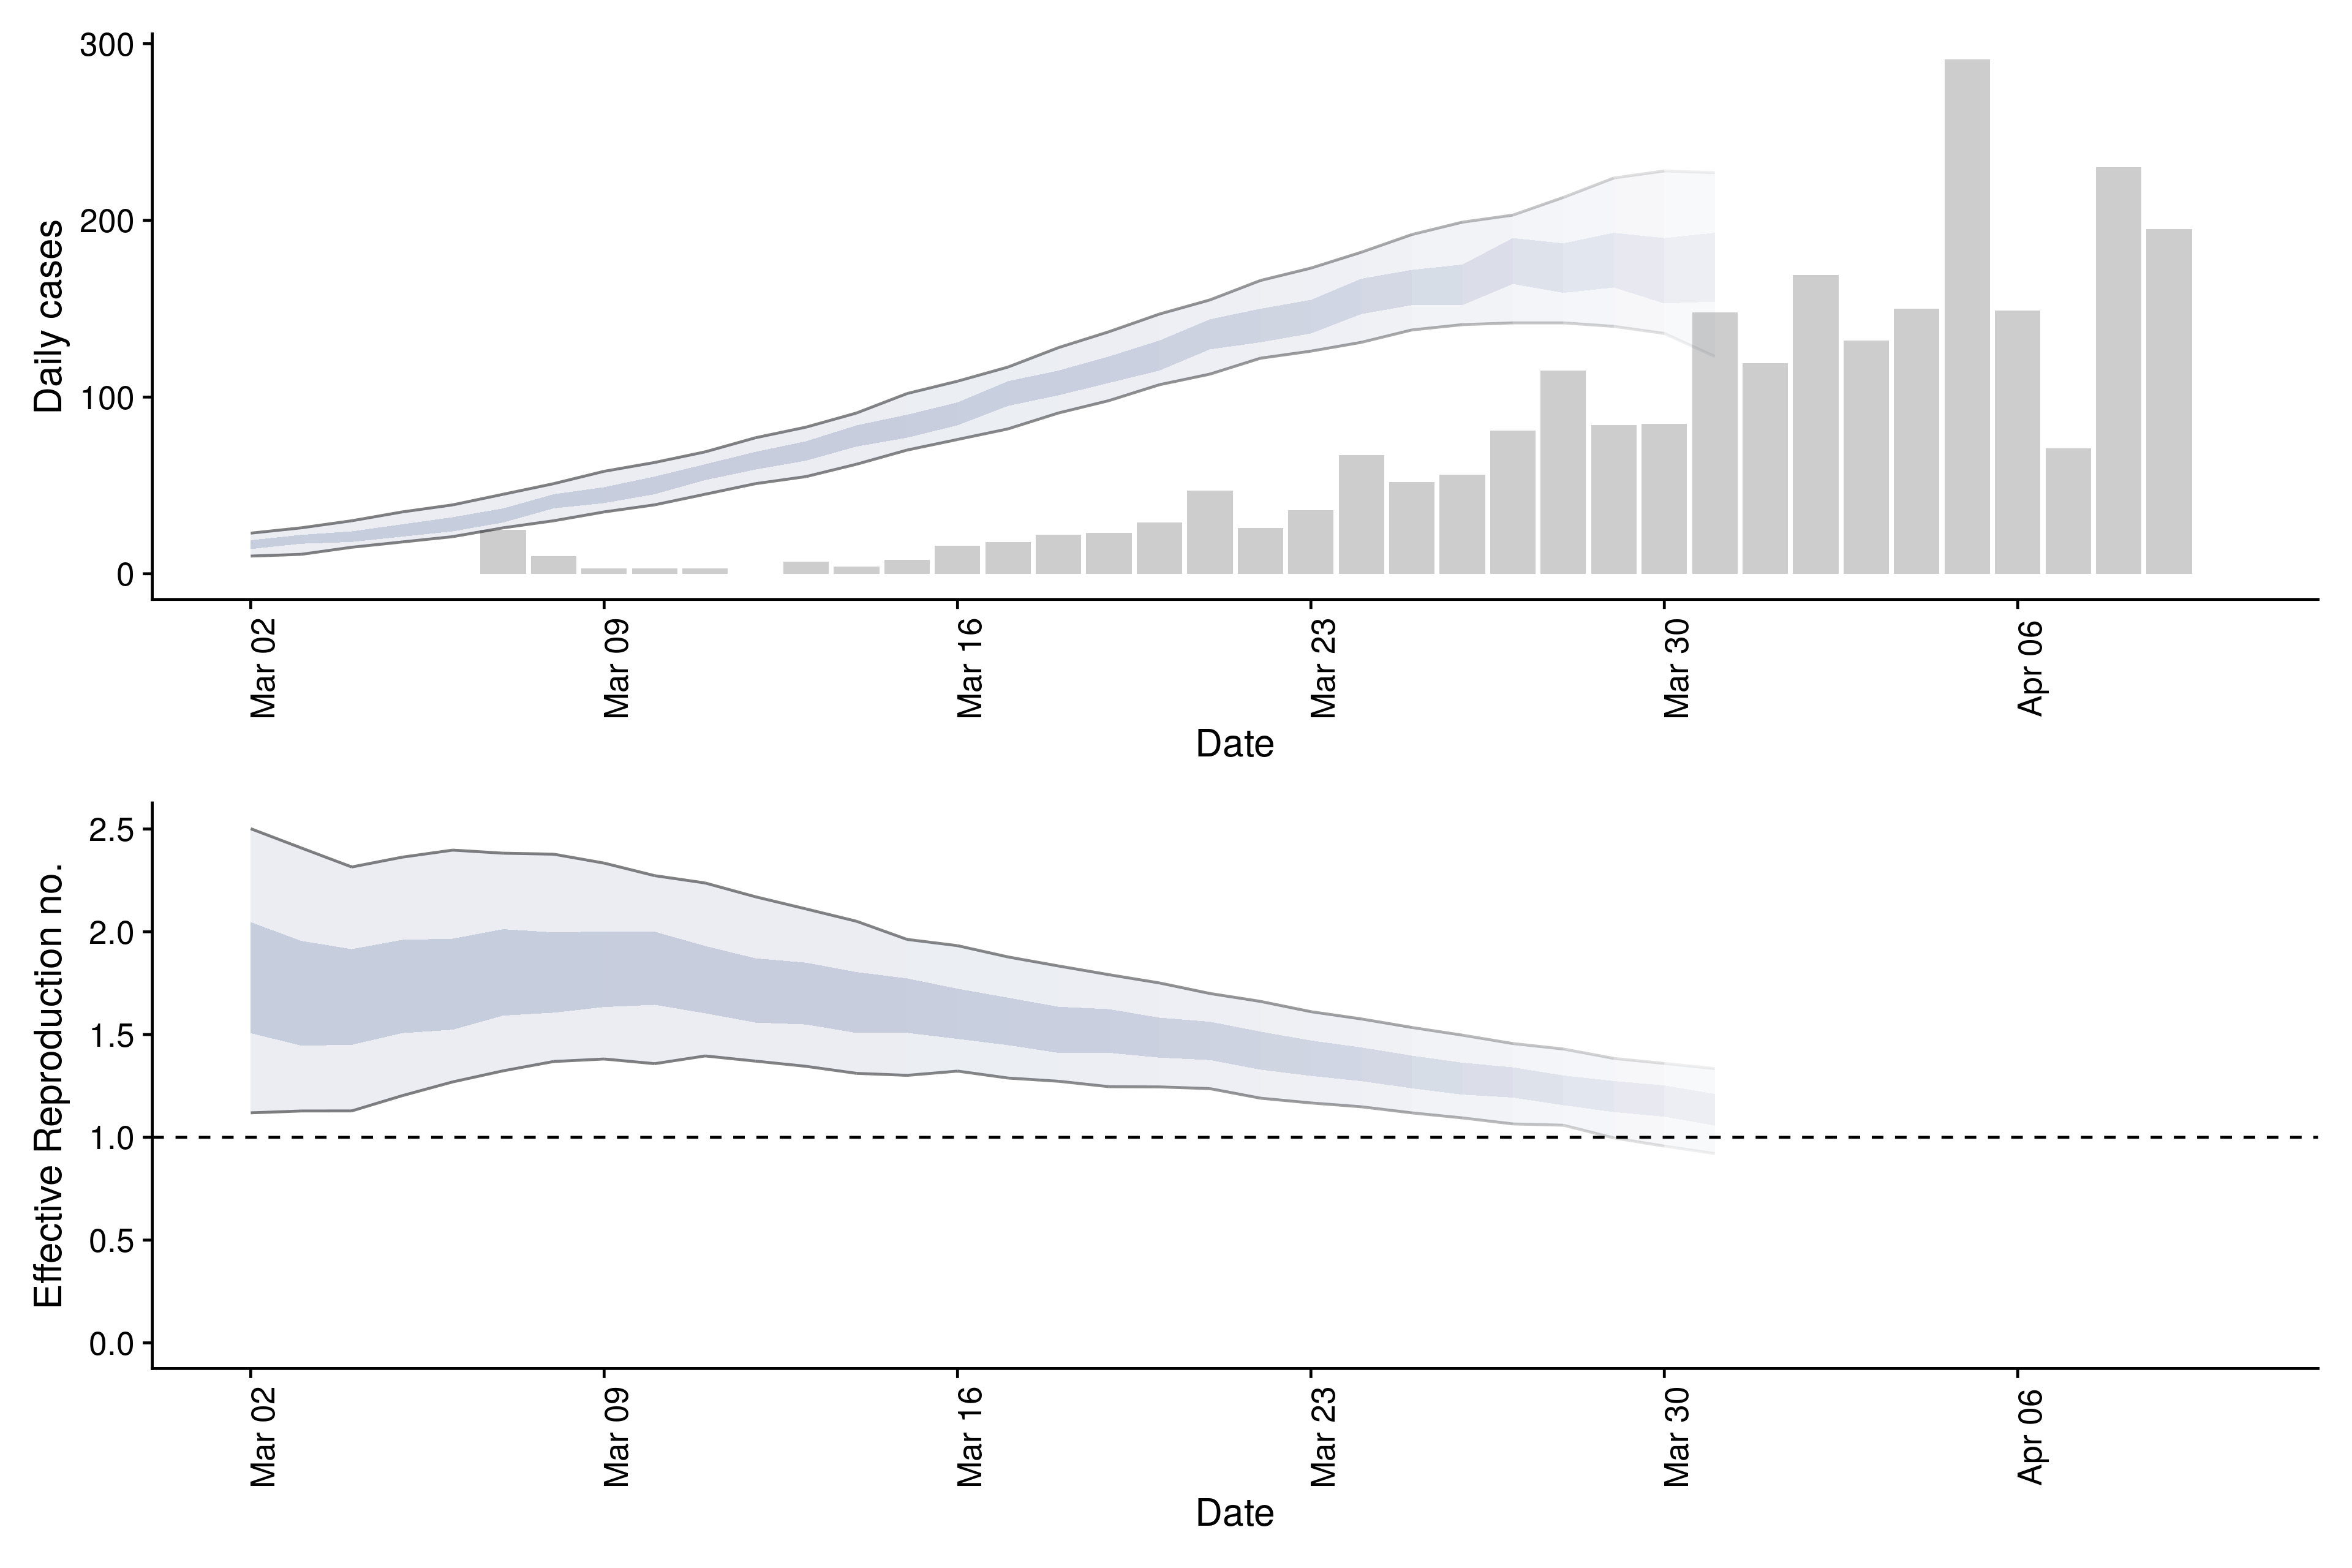 Daily cases
300
200
100
0
Mar 02
Mar 09
Mar 16
Mar 23
Mar 30
Apr 06
Date
Effective Reproduction no.
2.5
2.0
1.5
1.0
0.5
0.0
Mar 02
Mar 09
Mar 16
Mar 23
Mar 30
Apr 06
Date